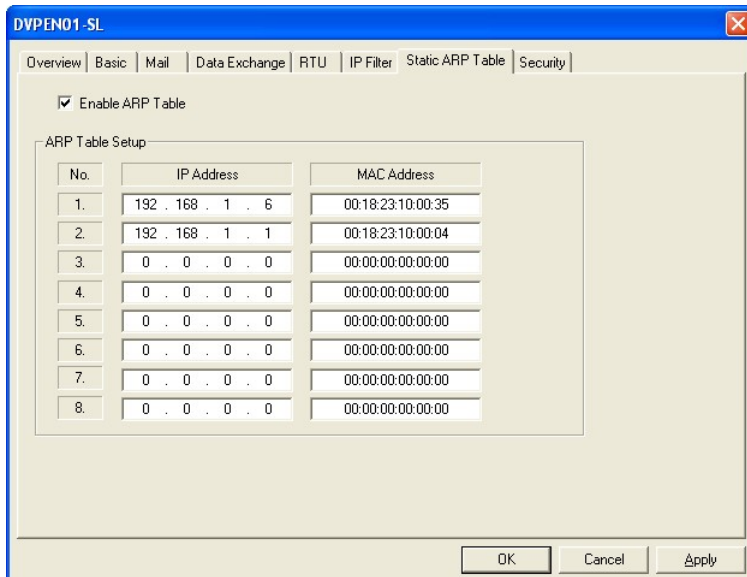 DVPEN01-SL
Overview Basic Mail Data Exchange RTU IP Filter Static ARP Table Security
Enable ARP Table
ARP Table Setup
No. IP Address MAC Address
1. 192 . 168 . 1 . 6 00:18:23:10:00:35
2. 192 . 168 . 1 . 1 00:18:23:10:00:04
3. 0 . 0 . 0 . 0 00:00:00:00:00:00
4. 0 . 0 . 0 . 0 00:00:00:00:00:00
5. 0 . 0 . 0 . 0 00:00:00:00:00:00
6. 0 . 0 . 0 . 0 00:00:00:00:00:00
7. 0 . 0 . 0 . 0 00:00:00:00:00:00
8. 0 . 0 . 0 . 0 00:00:00:00:00:00
OK Cancel Apply